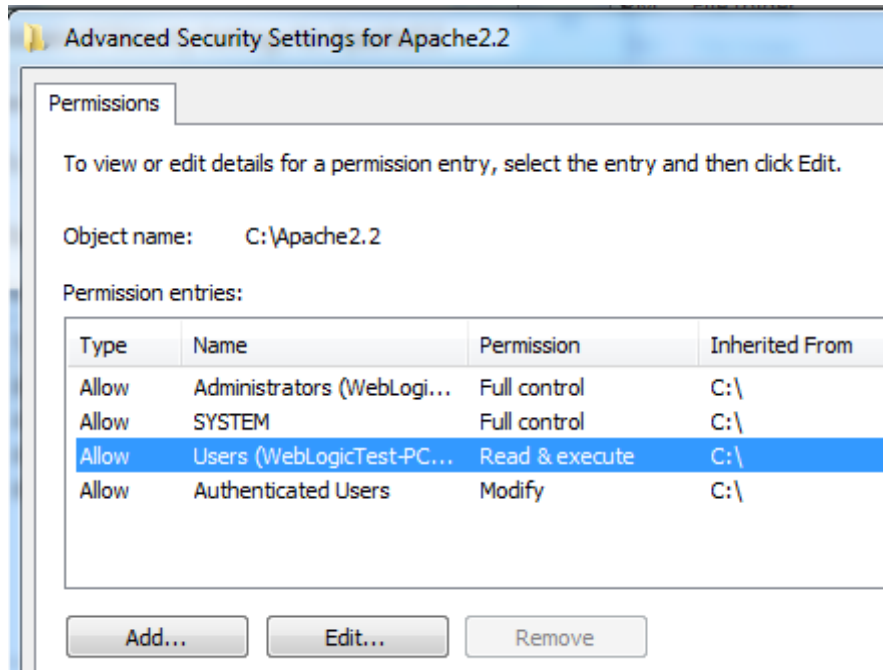 Advanced Security Settings for Apache2.2
Permissions
To view or edit details for a permission entry, select the entry and then click Edit.
Object name: C:\Apache2.2
Permission entries:
Type Name Permission Inherited From
Allow Administrators (WebLogi... Full control C:\
Allow SYSTEM Full control C:\
Allow Users (WebLogicTest-PC... Read & execute C:\
Allow Authenticated Users Modify C:\
Add... Edit... Remove